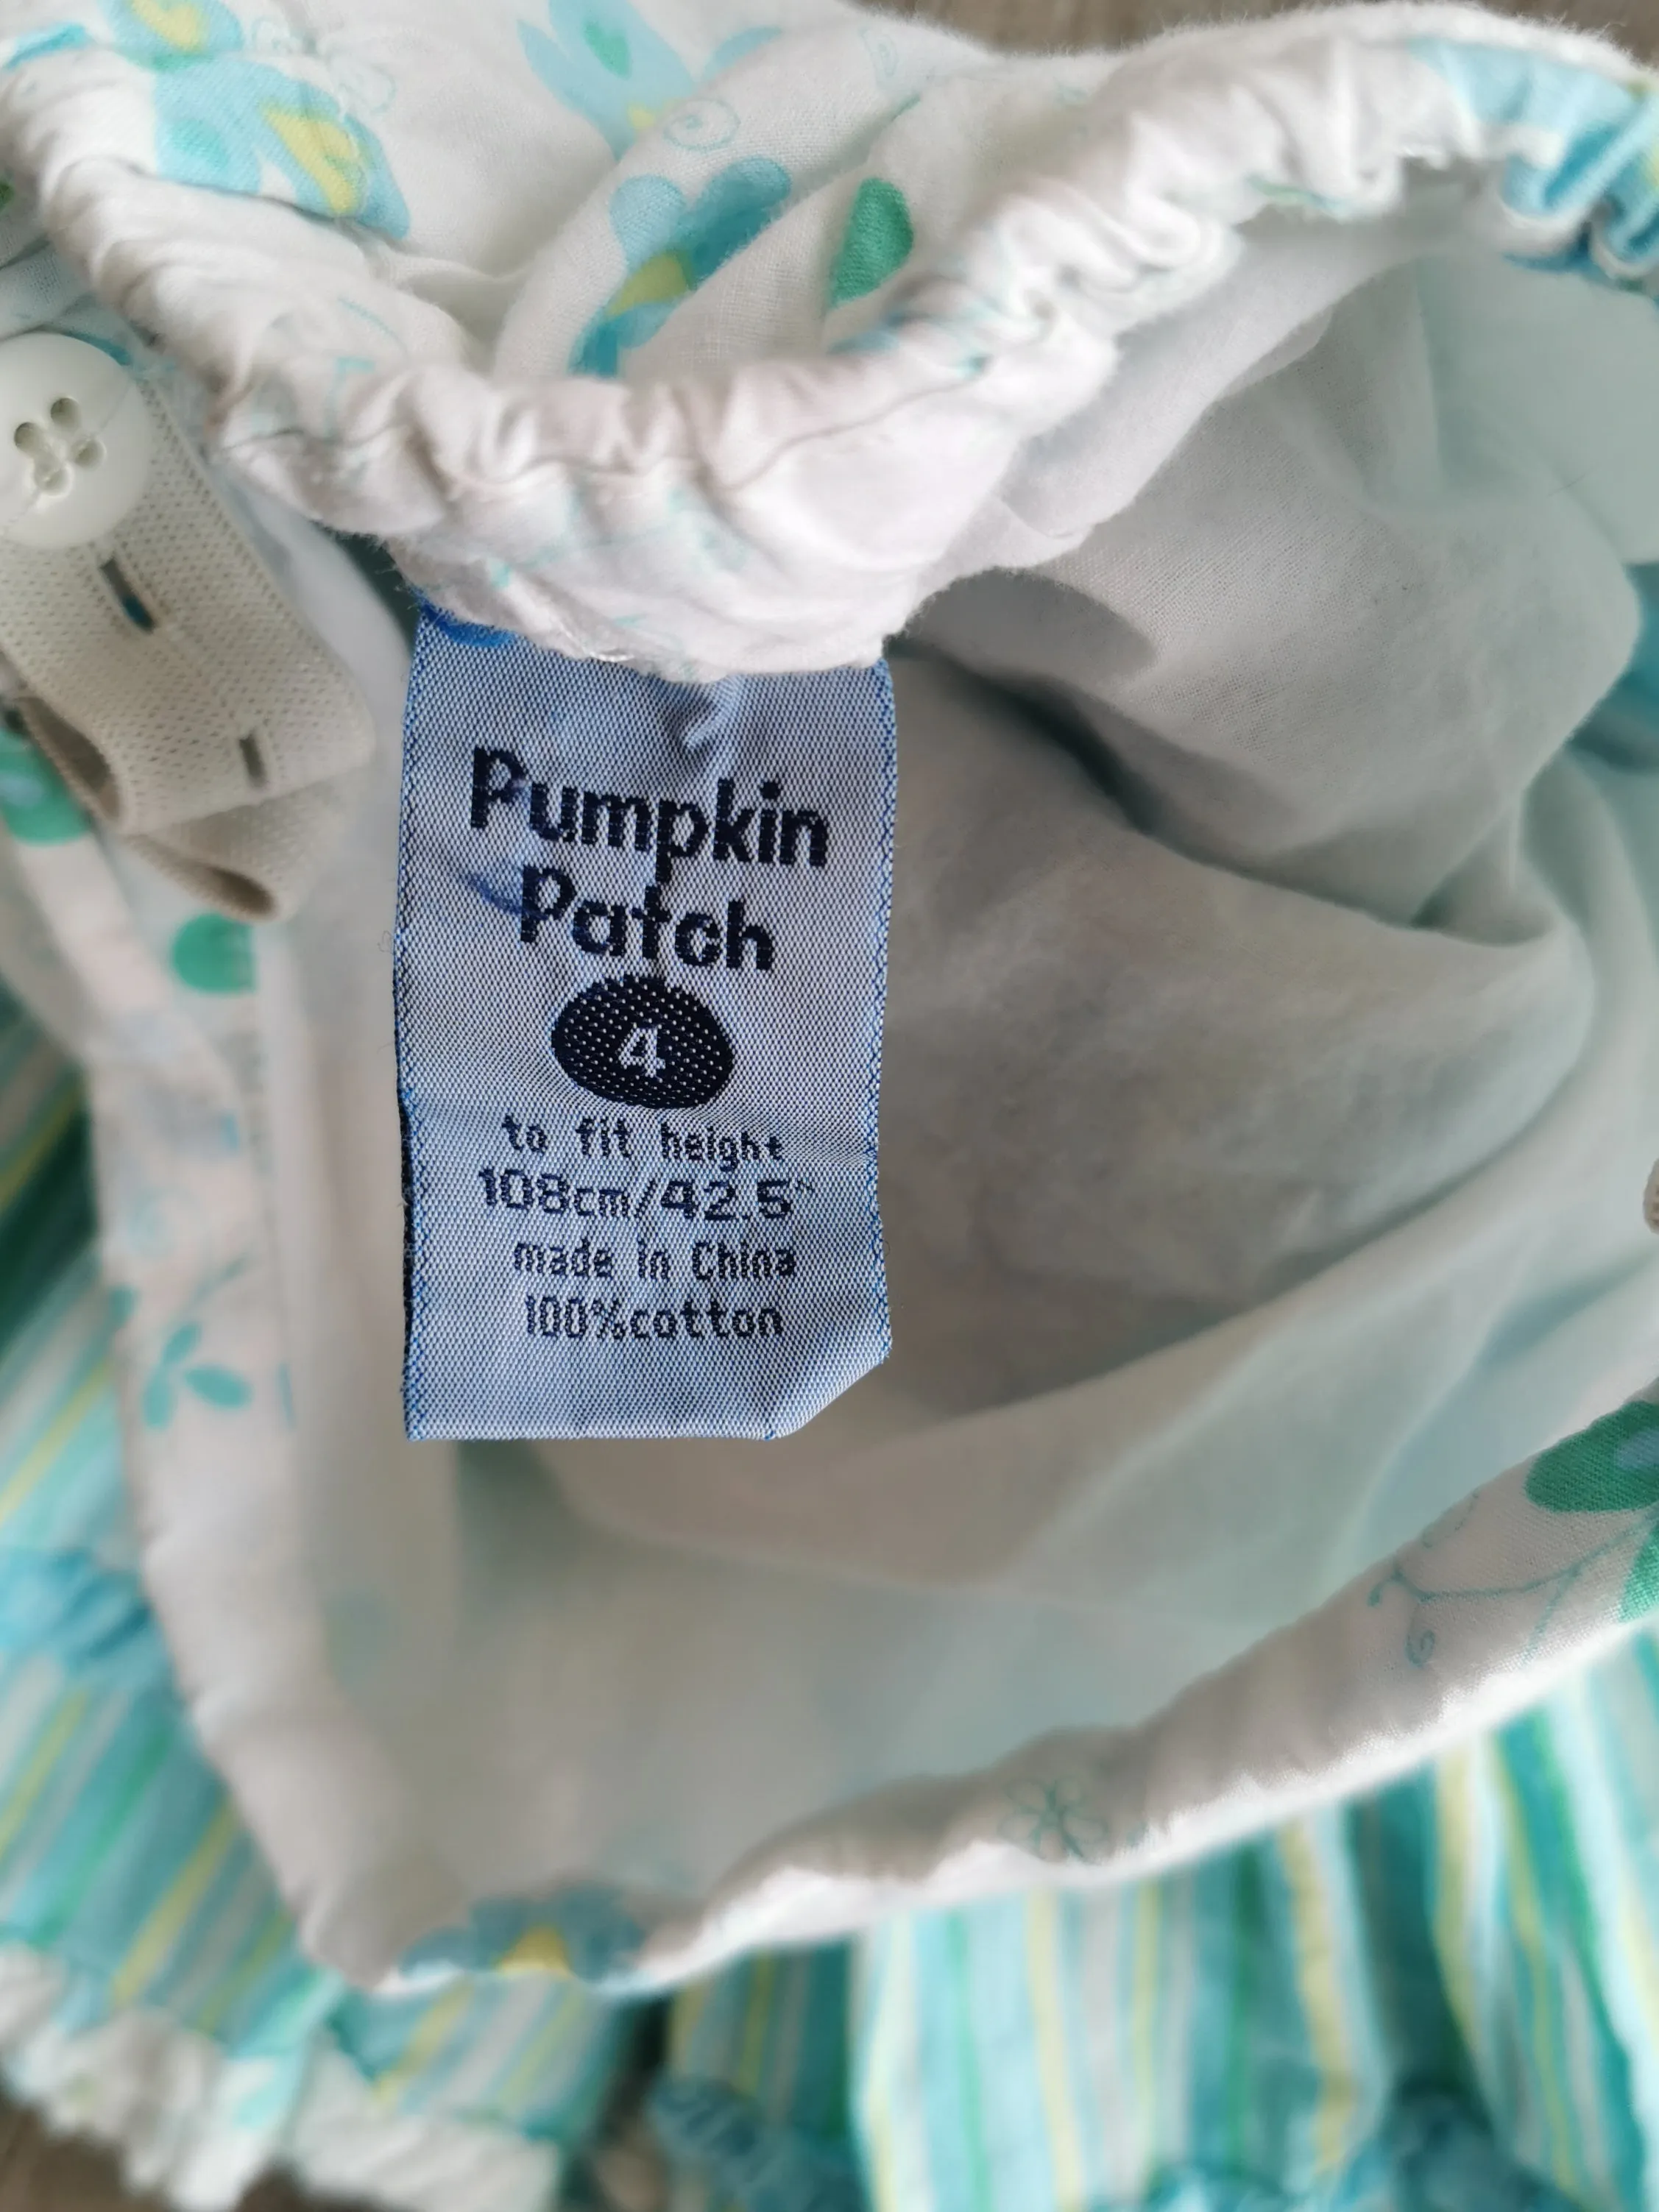 Pumpkin
Patch
4
to fit height
108cm/42.5"
made in China
100%cotton